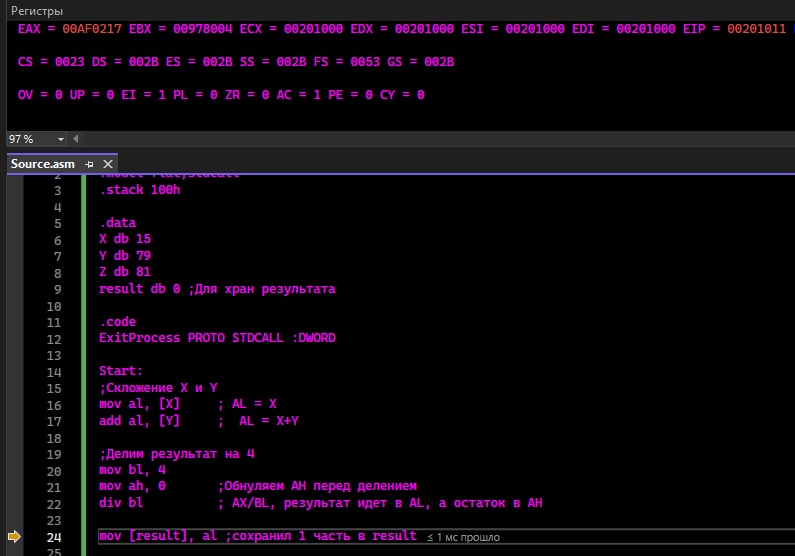 Регистры
EAX = 00AF0217 EBX = 00978004 ECX = 00201000 EDX = 00201000 ESI = 00201000 EDI = 00201000 EIP = 00201011
CS = 0023 DS = 002B ES = 002B SS = 002B FS = 0053 GS = 002B
OV = 0 UP = 0 EI = 1 PL = 0 ZR = 0 AC = 1 PE = 0 CY = 0
97 %
Source.asm
2 .model flat,stdcall
3 .stack 100h
4
5 .data
6 X db 15
7 Y db 79
8 Z db 81
9 result db 0 ;Для хран результата
10
11 .code
12 ExitProcess PROTO STDCALL :DWORD
13
14 Start:
15 ;Скложение X и Y
16 mov al, [X] ; AL = X
17 add al, [Y] ; AL = X+Y
18
19 ;Делим результат на 4
20 mov bl, 4
21 mov ah, 0 ;Обнуляем AH перед делением
22 div bl ; AX/BL, результат идет в AL, а остаток в AH
23
24 mov [result], al ;сохранил 1 часть в result ≤ 1 мс прошло
25